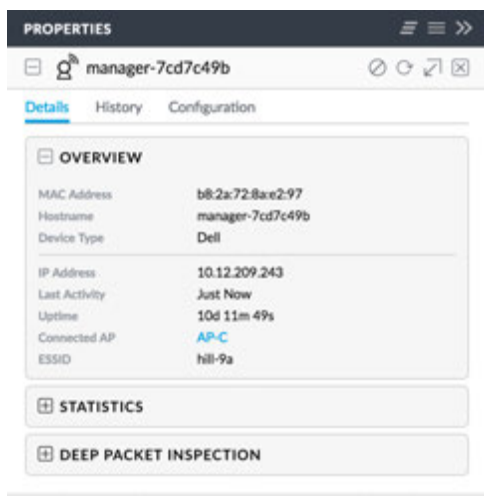 PROPERTIES
manager-7cd7c49b
Details History Configuration
OVERVIEW
MAC Address b8:2a:72:8a:e2:97
Hostname manager-7cd7c49b
Device Type Dell
IP Address 10.12.209.243
Last Activity Just Now
Uptime 10d 11m 49s
Connected AP AP-C
ESSID hill-9a
STATISTICS
DEEP PACKET INSPECTION